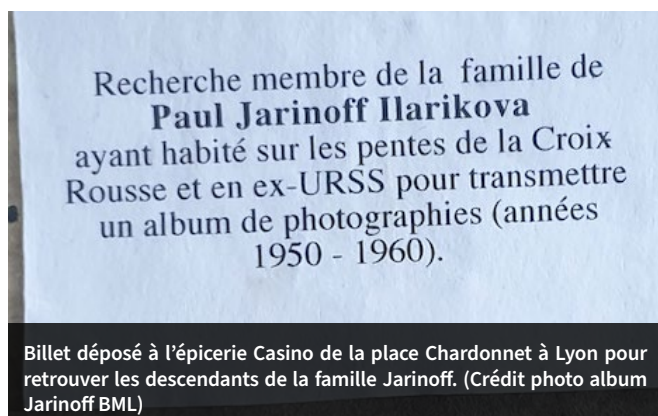 Recherche membre de la famille de
Paul Jarinoff Ilarikova
ayant habité sur les pentes de la Croix
Rousse et en ex-URSS pour transmettre
un album de photographies (années
1950 - 1960).
Billet déposé à l’épicerie Casino de la place Chardonnet à Lyon pour
retrouver les descendants de la famille Jarinoff. (Crédit photo album
Jarinoff BML)